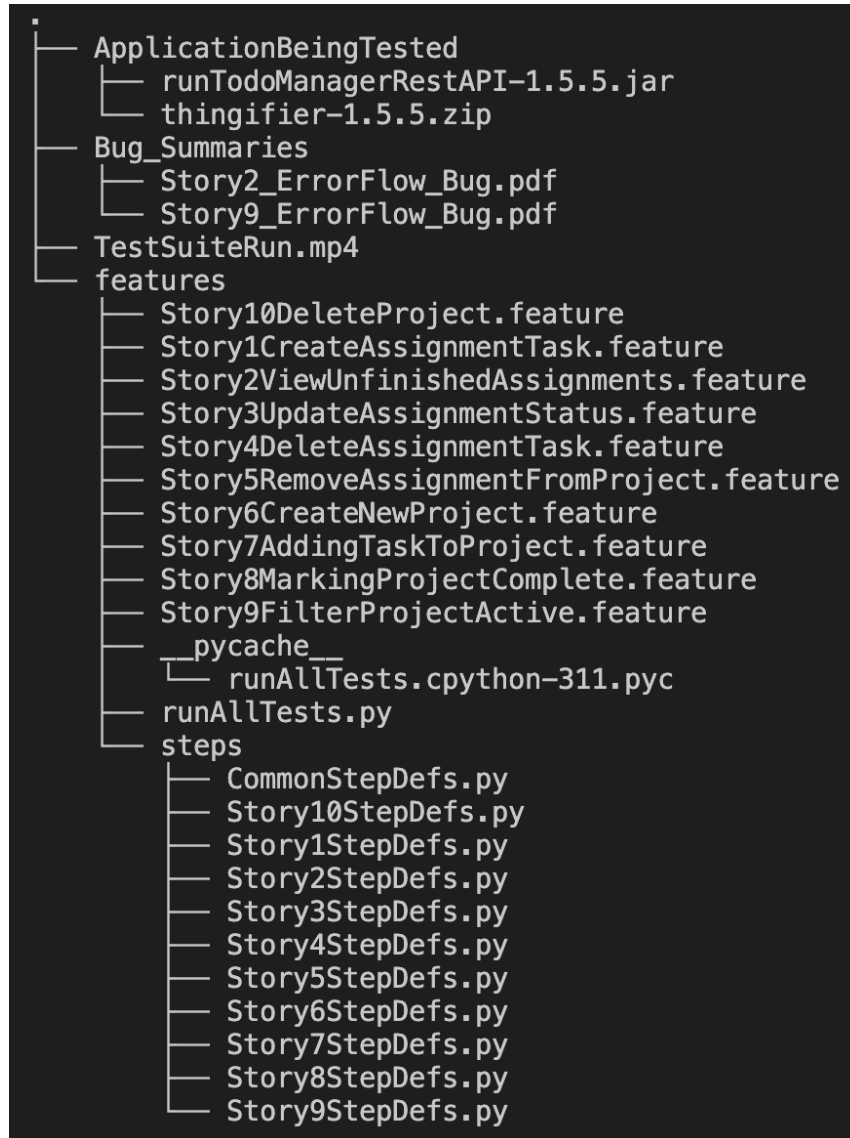 .
├── ApplicationBeingTested
│   ├── runTodoManagerRestAPI-1.5.5.jar
│   └── thingifier-1.5.5.zip
├── Bug_Summaries
│   ├── Story2_ErrorFlow_Bug.pdf
│   └── Story9_ErrorFlow_Bug.pdf
├── TestSuiteRun.mp4
└── features
    ├── Story10DeleteProject.feature
    ├── Story1CreateAssignmentTask.feature
    ├── Story2ViewUnfinishedAssignments.feature
    ├── Story3UpdateAssignmentStatus.feature
    ├── Story4DeleteAssignmentTask.feature
    ├── Story5RemoveAssignmentFromProject.feature
    ├── Story6CreateNewProject.feature
    ├── Story7AddingTaskToProject.feature
    ├── Story8MarkingProjectComplete.feature
    ├── Story9FilterProjectActive.feature
    ├── __pycache__
    │   └── runAllTests.cpython-311.pyc
    ├── runAllTests.py
    └── steps
        ├── CommonStepDefs.py
        ├── Story10StepDefs.py
        ├── Story1StepDefs.py
        ├── Story2StepDefs.py
        ├── Story3StepDefs.py
        ├── Story4StepDefs.py
        ├── Story5StepDefs.py
        ├── Story6StepDefs.py
        ├── Story7StepDefs.py
        ├── Story8StepDefs.py
        └── Story9StepDefs.py